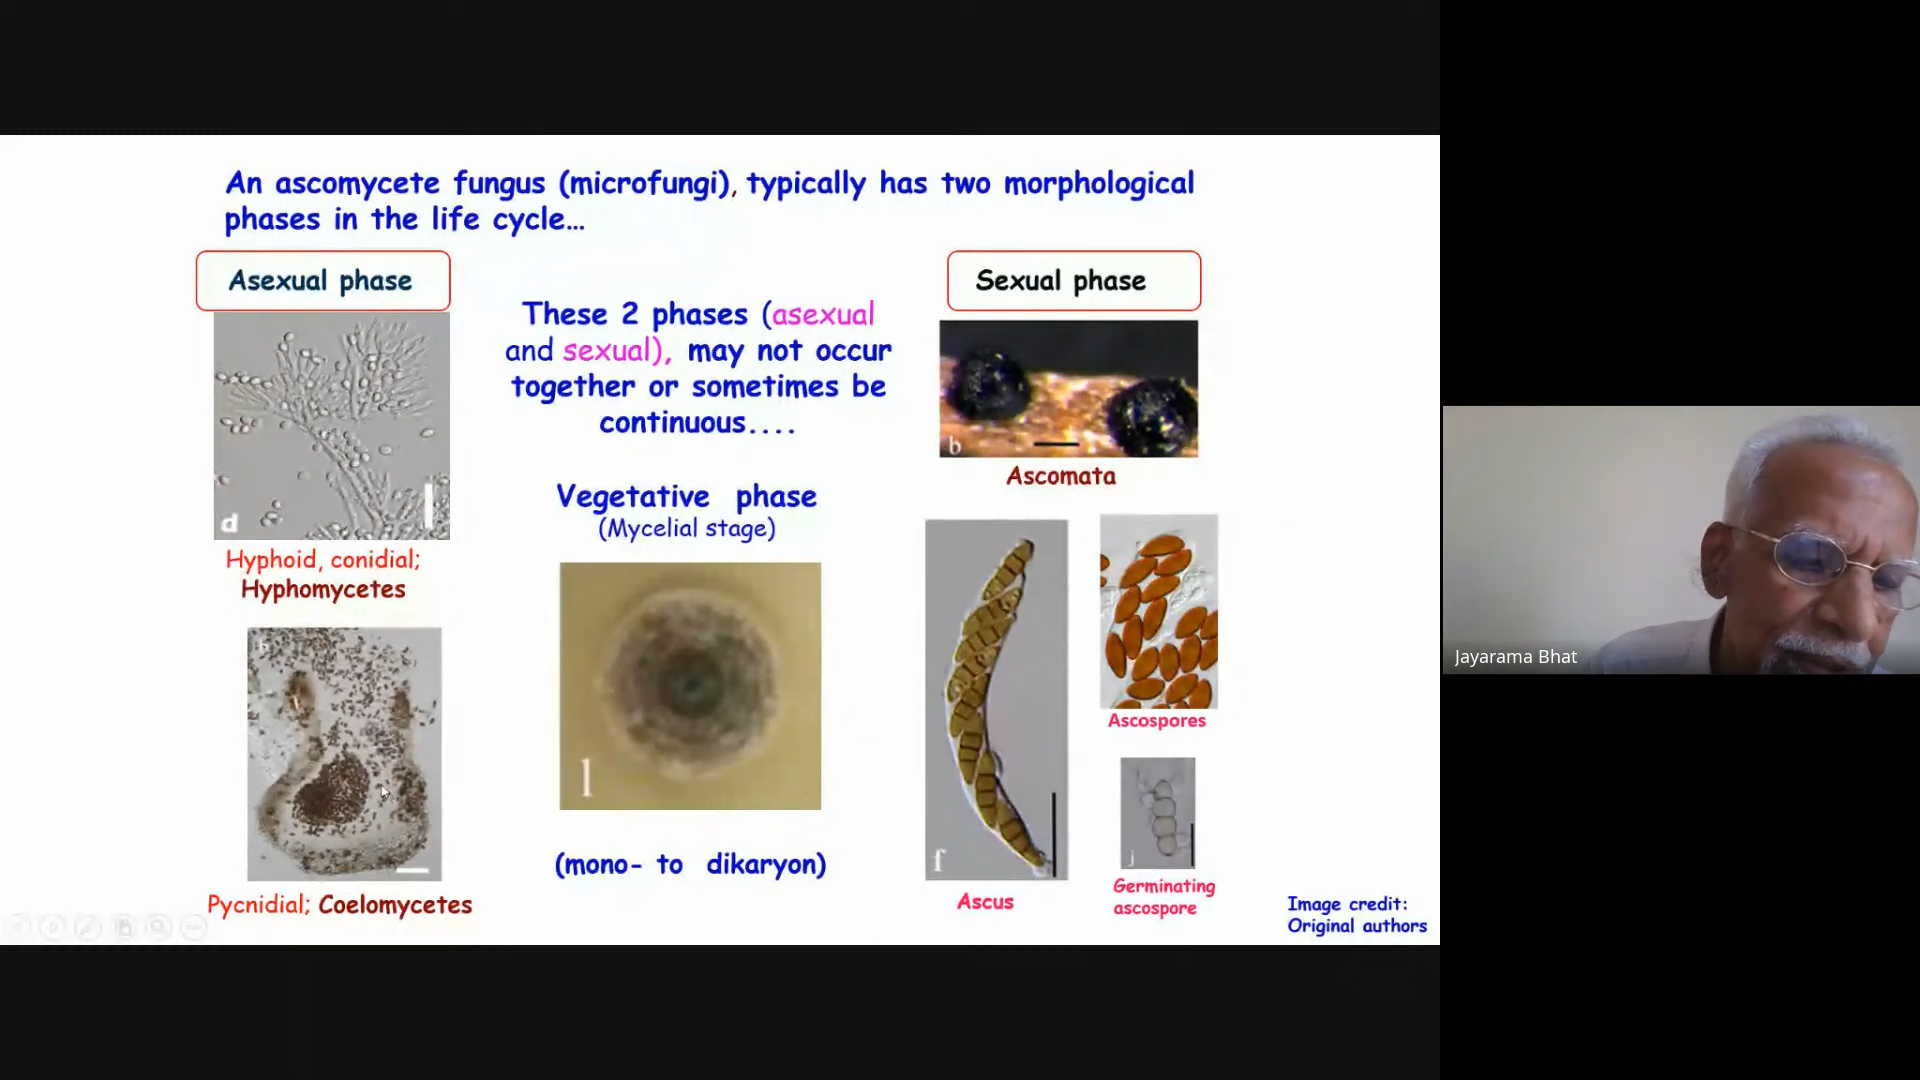 An ascomycete fungus (microfungi), typically has two morphological
phases in the life cycle...
Asexual phase
d
Hyphoid, conidial;
Hyphomycetes
Pycnidial; Coelomycetes
These 2 phases (asexual
and sexual), may not occur
together or sometimes be
continuous....
Vegetative phase
(Mycelial stage)
l
(mono- to dikaryon)
Sexual phase
b
Ascomata
f
Ascus
Ascospores
j
Germinating
ascospore
Image credit:
Original authors
Jayarama Bhat